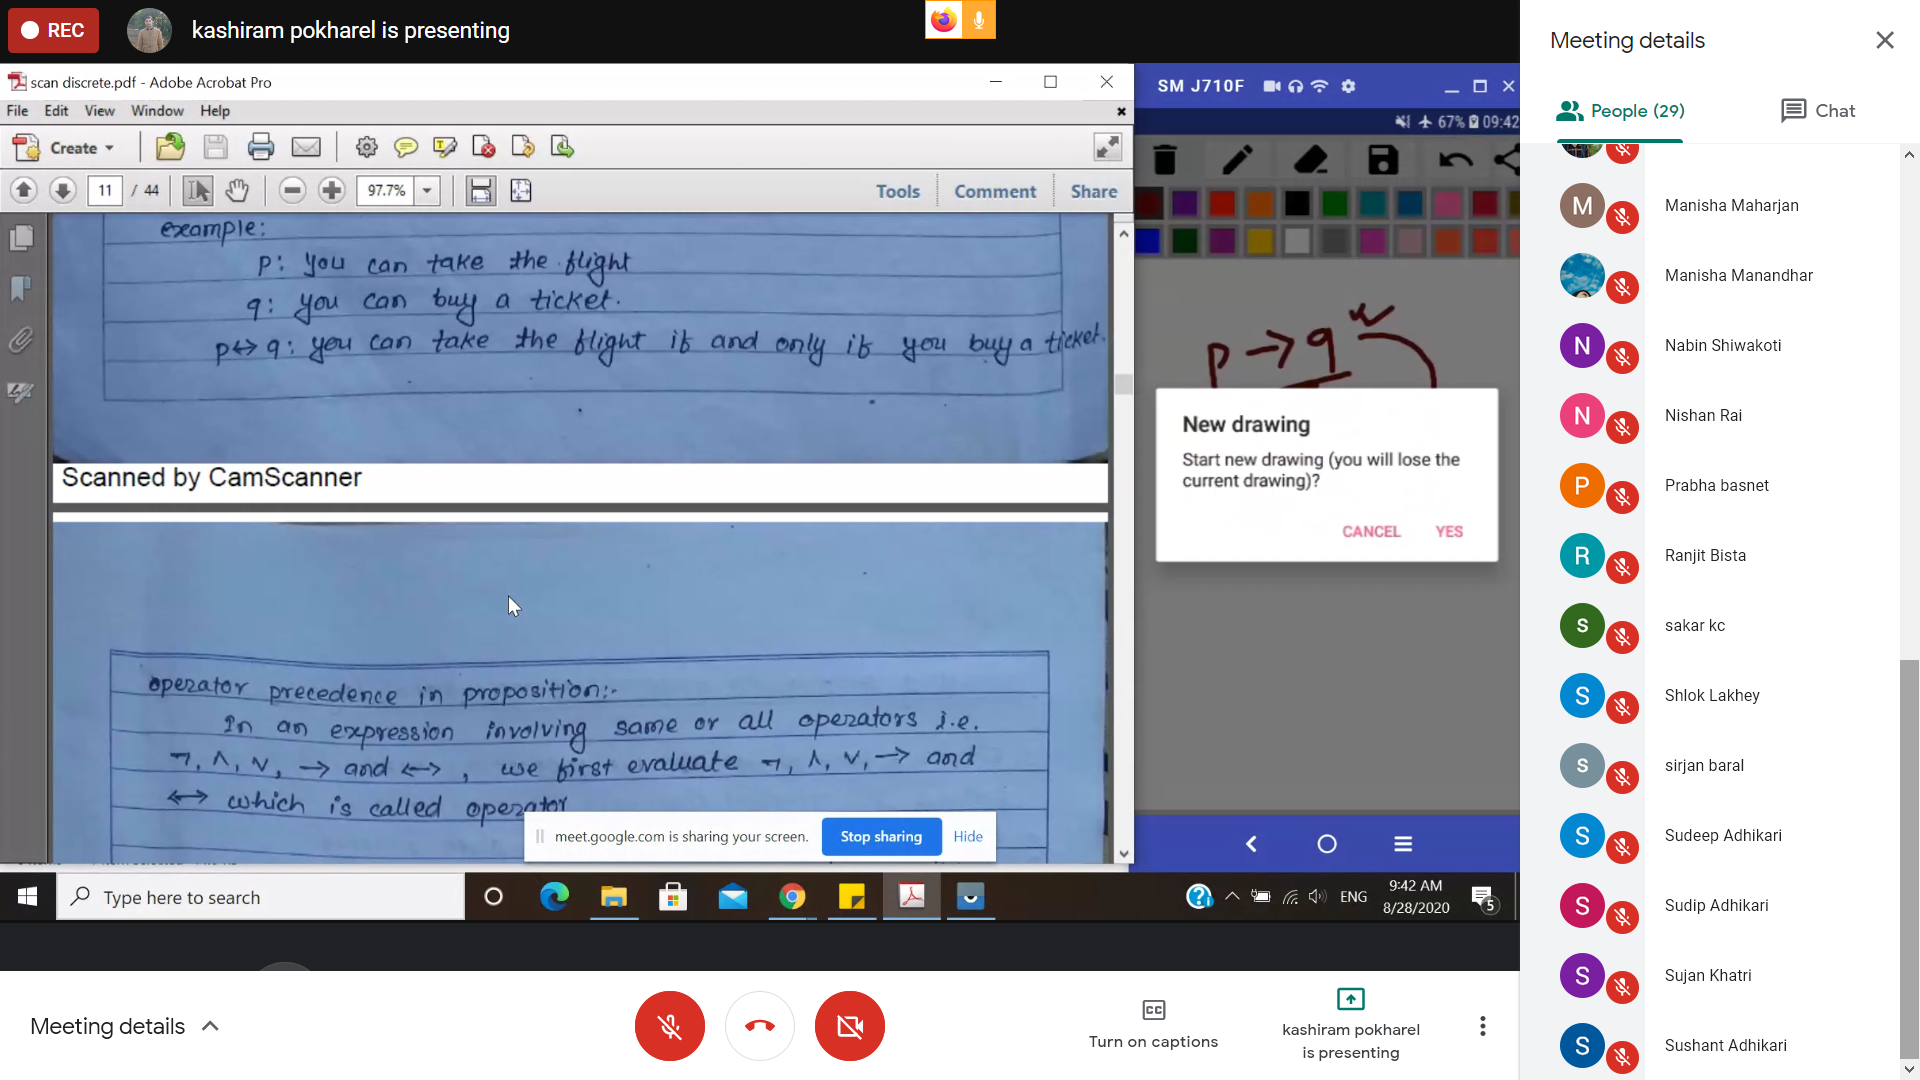 REC
kashiram pokharel is presenting
scan discrete.pdf - Adobe Acrobat Pro
File Edit View Window Help
Create
11 / 44
97.7%
Tools Comment Share
example:
p: you can take the flight
q: you can buy a ticket.
p↔q: you can take the flight if and only if you buy a ticket.
Scanned by CamScanner
operator precedence in proposition:-
In an expression involving same or all operators i.e.
¬, ∧, ∨, → and ↔, we first evaluate ¬, ∧, ∨, → and
↔ which is called operator
meet.google.com is sharing your screen.
Stop sharing
Hide
SM J710F
67% 09:42
p → q
New drawing
Start new drawing (you will lose the
current drawing)?
CANCEL YES
Type here to search
ENG
9:42 AM
8/28/2020
5
Meeting details
People (29)
Chat
M Manisha Maharjan
Manisha Manandhar
N Nabin Shiwakoti
N Nishan Rai
P Prabha basnet
R Ranjit Bista
s sakar kc
S Shlok Lakhey
s sirjan baral
S Sudeep Adhikari
S Sudip Adhikari
S Sujan Khatri
S Sushant Adhikari
Meeting details
CC
Turn on captions
kashiram pokharel
is presenting